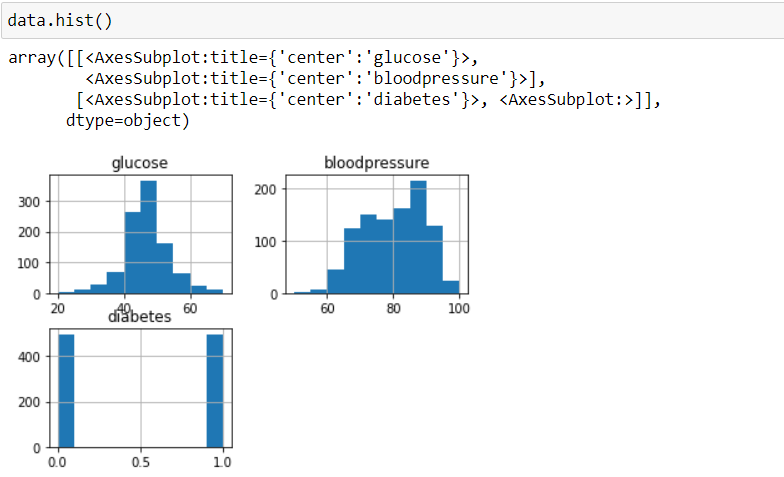 data.hist()
array([[<AxesSubplot:title={'center':'glucose'}>,
        <AxesSubplot:title={'center':'bloodpressure'}>],
       [<AxesSubplot:title={'center':'diabetes'}>, <AxesSubplot:>]],
      dtype=object)
glucose
300
200
100
0
20 40 60
bloodpressure
200
100
0
60 80 100
diabetes
400
200
0
0.0 0.5 1.0